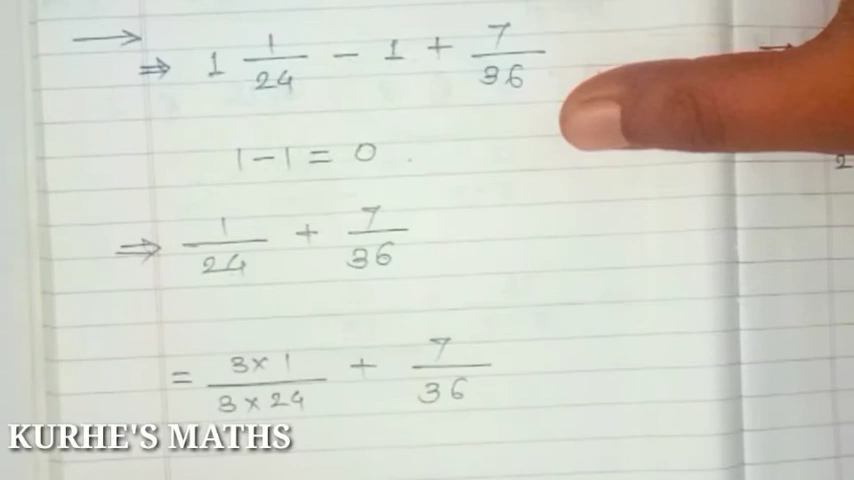 ⇒ 1 1/24 - 1 + 7/36
1 - 1 = 0 .
⇒ 1/24 + 7/36
= 3×1/3×24 + 7/36
KURHE'S MATHS
2